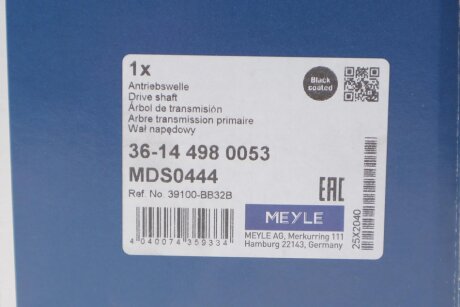 1x
Black
coated
Antriebswelle
Drive shaft
Árbol de transmisión
Arbre transmission primaire
Wał napędowy
36-14 498 0053
MDS0444
Ref. No. 39100-BB32B
EAC
MEYLE
MEYLE AG, Merkurring 111
Hamburg 22143, Germany
4 040074 359334
25X2040